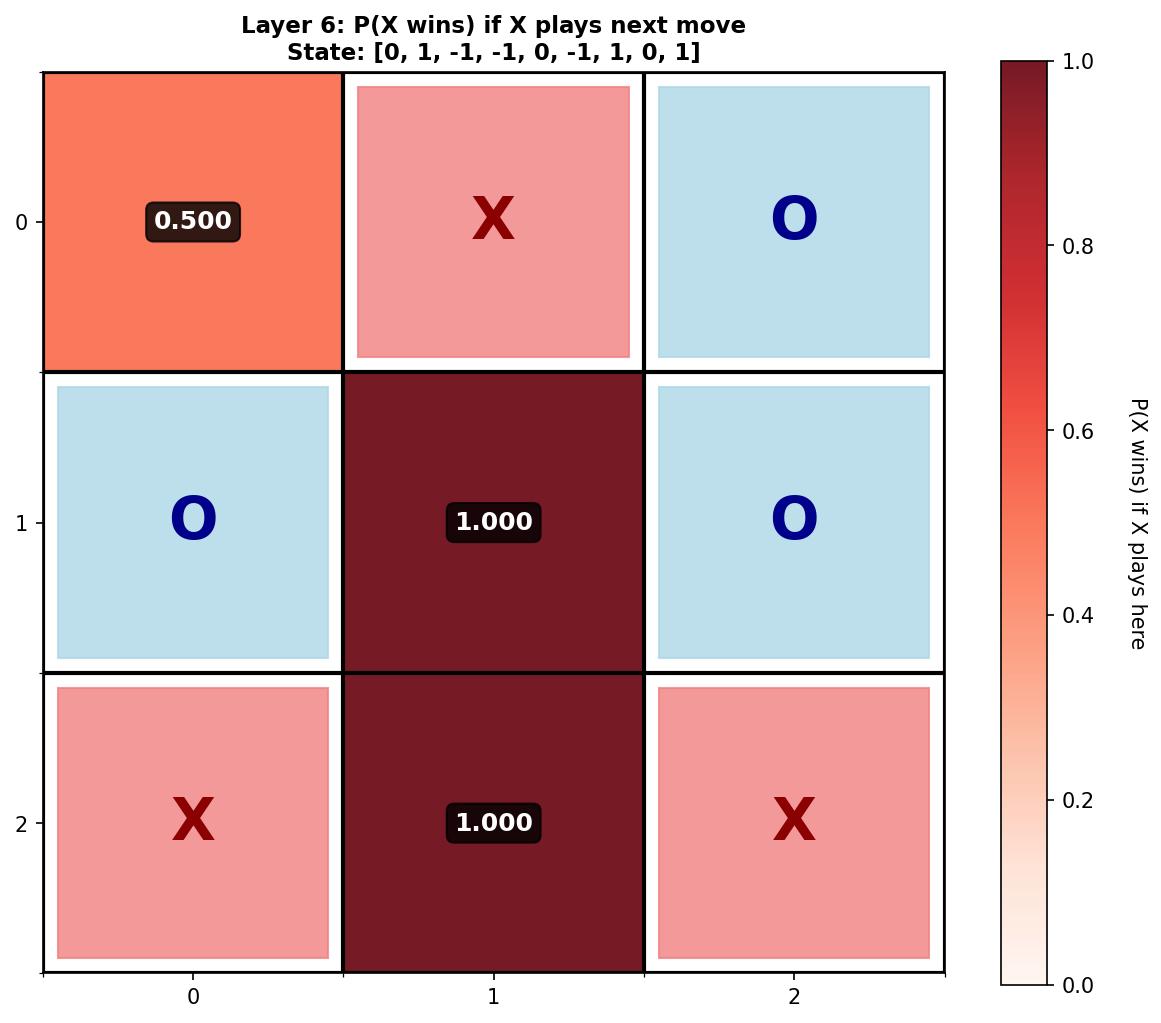 Layer 6: P(X wins) if X plays next move
State: [0, 1, -1, -1, 0, -1, 1, 0, 1]
0.500
X
O
O
1.000
O
X
1.000
X
0
1
2
0
1
2
1.0
0.8
0.6
0.4
0.2
0.0
P(X wins) if X plays here